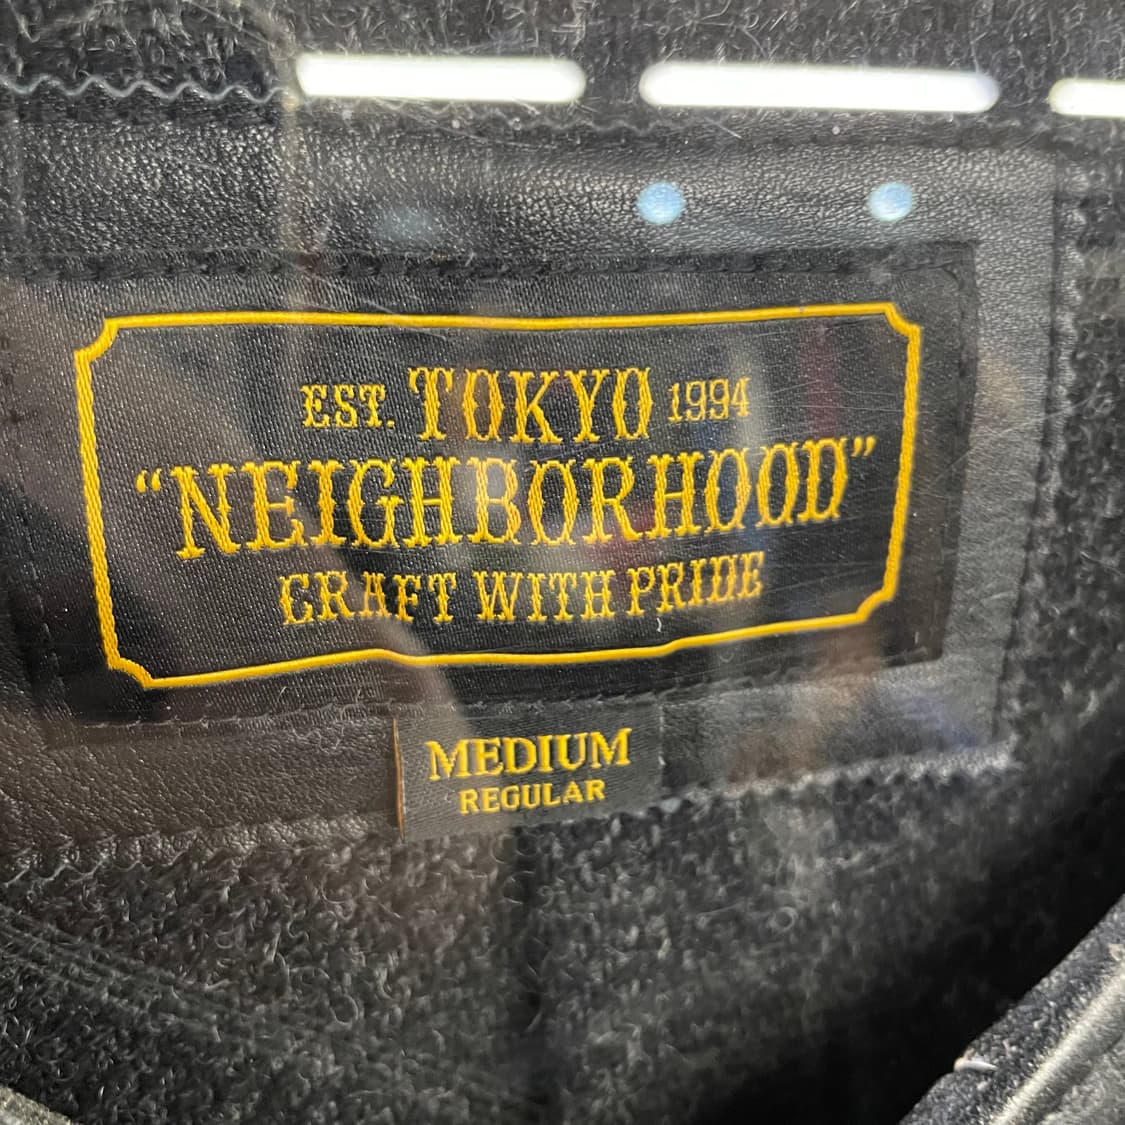 EST. TOKYO 1994
“NEIGHBORHOOD”
CRAFT WITH PRIDE
MEDIUM
REGULAR